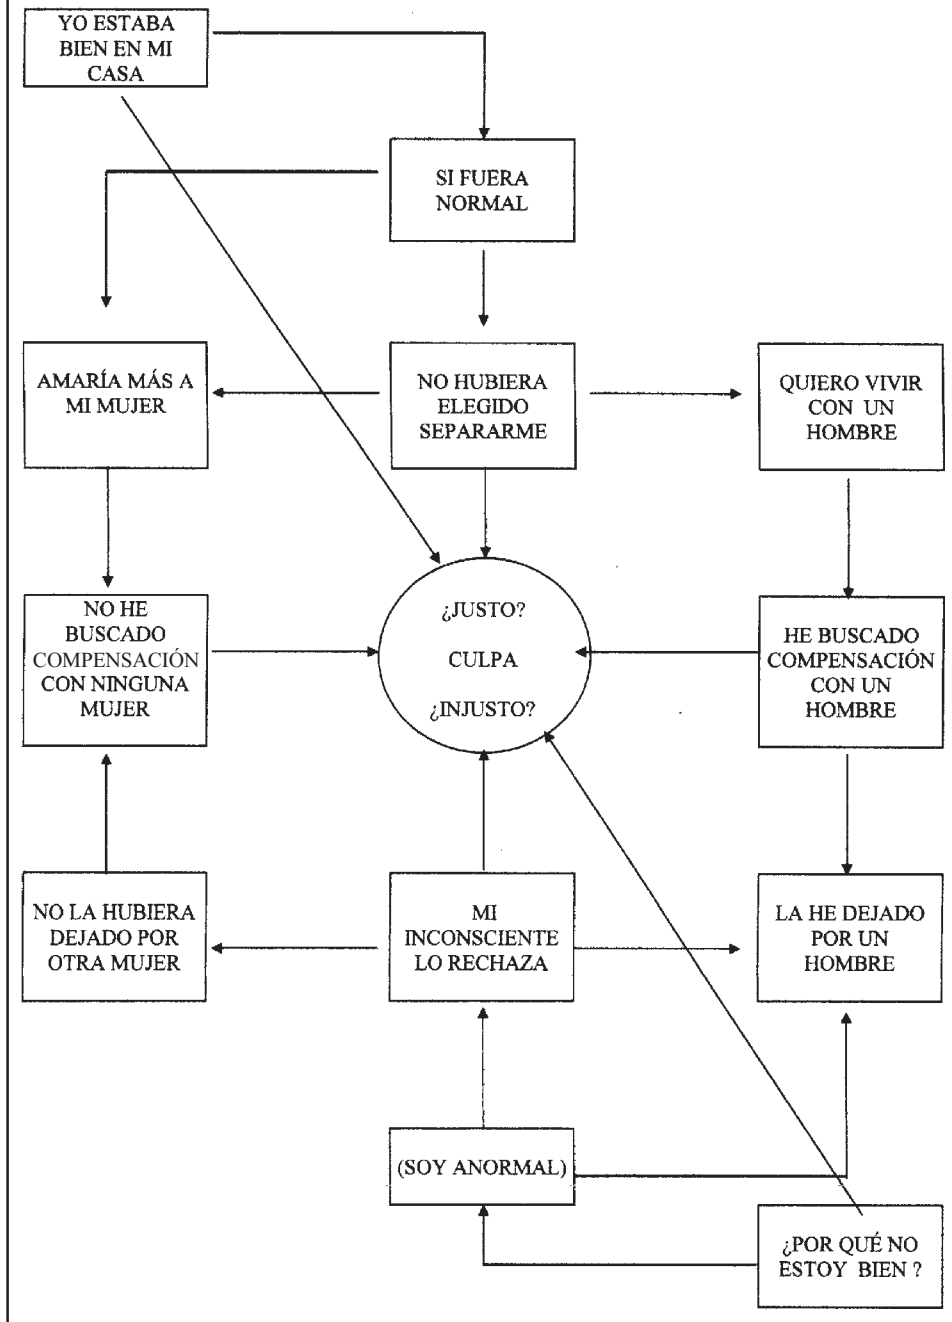 YO ESTABA
BIEN EN MI
CASA
SI FUERA
NORMAL
AMARÍA MÁS A
MI MUJER
NO HUBIERA
ELEGIDO
SEPARARME
QUIERO VIVIR
CON UN
HOMBRE
NO HE
BUSCADO
COMPENSACIÓN
CON NINGUNA
MUJER
¿JUSTO?
CULPA
¿INJUSTO?
HE BUSCADO
COMPENSACIÓN
CON UN
HOMBRE
NO LA HUBIERA
DEJADO POR
OTRA MUJER
MI
INCONSCIENTE
LO RECHAZA
LA HE DEJADO
POR UN
HOMBRE
(SOY ANORMAL)
¿POR QUÉ NO
ESTOY BIEN ?